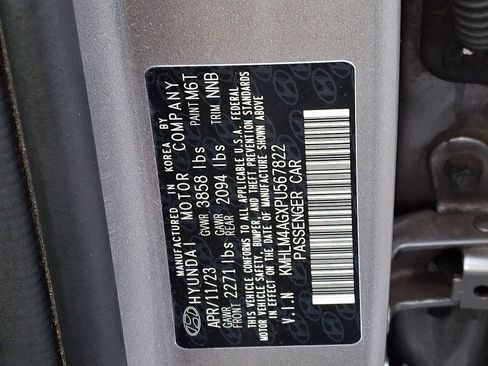 MANUFACTURED IN KOREA BY
HYUNDAI MOTOR COMPANY
APR/11/23 GVWR 3858 lbs PAINT M6T
GAWR FRONT 2271 lbs GAWR REAR 2094 lbs TRIM NNB
THIS VEHICLE CONFORMS TO ALL APPLICABLE U.S.A. FEDERAL
MOTOR VEHICLE SAFETY, BUMPER, AND THEFT PREVENTION STANDARDS
IN EFFECT ON THE DATE OF MANUFACTURE SHOWN ABOVE
V.I.N KMHLM4AGXPU567822
PASSENGER CAR